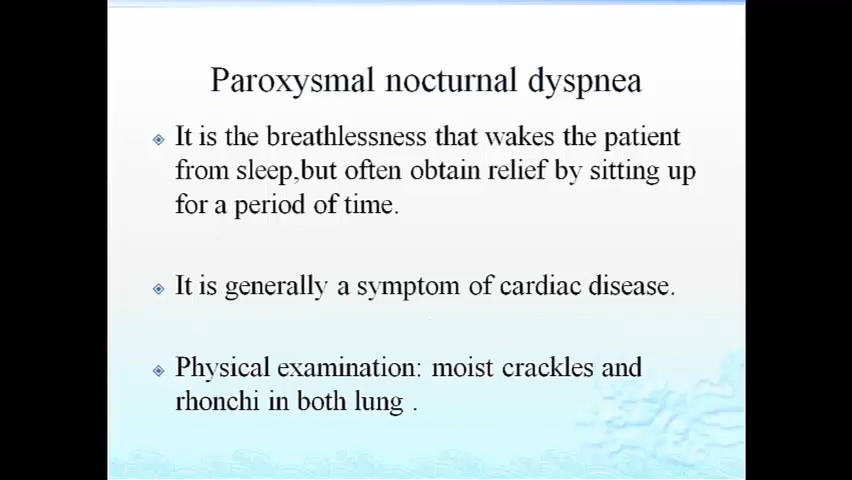 Paroxysmal nocturnal dyspnea
It is the breathlessness that wakes the patient
from sleep,but often obtain relief by sitting up
for a period of time.
It is generally a symptom of cardiac disease.
Physical examination: moist crackles and
rhonchi in both lung .